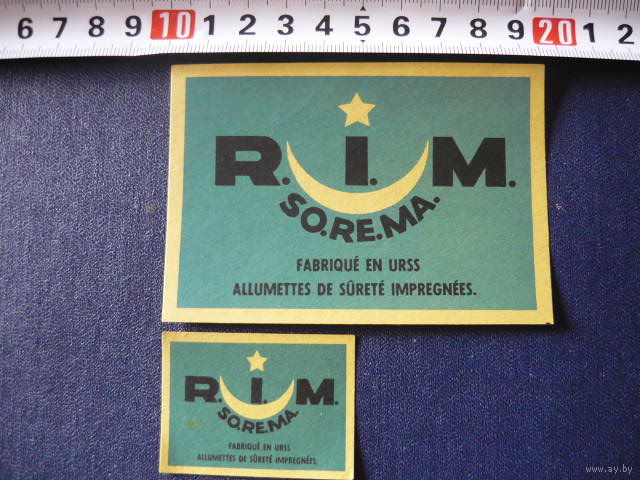 6 7 8 9 10 1 2 3 4 5 6 7 8 9 20 1 2
R. I. M.
SO.RE.MA.
FABRIQUÉ EN URSS
ALLUMETTES DE SÛRETÉ IMPREGNÉES.
R. I. M.
SO.RE.MA.
FABRIQUÉ EN URSS
ALLUMETTES DE SÛRETÉ IMPREGNÉES.
www.ay.by